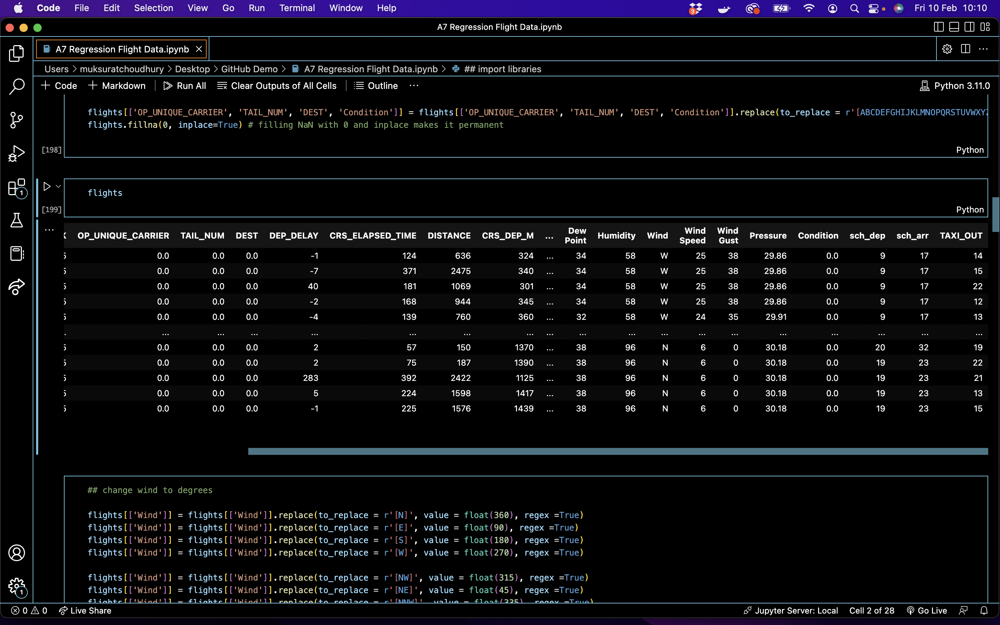 Code File Edit Selection View Go Run Terminal Window Help 3 Fri 10 Feb 10:10
A7 Regression Flight Data.ipynb
A7 Regression Flight Data.ipynb
Users > muksuratchoudhury > Desktop > GitHub Demo > A7 Regression Flight Data.ipynb > ## import libraries
+ Code + Markdown | Run All Clear Outputs of All Cells | Outline ... Python 3.11.0
flights[['OP_UNIQUE_CARRIER', 'TAIL_NUM', 'DEST', 'Condition']] = flights[['OP_UNIQUE_CARRIER', 'TAIL_NUM', 'DEST', 'Condition']].replace(to_replace = r'[ABCDEFGHIJKLMNOPQRSTUVWXYZ
flights.fillna(0, inplace=True) # filling NaN with 0 and inplace makes it permanent
[198] Python
flights
[199] Python
K OP_UNIQUE_CARRIER TAIL_NUM DEST DEP_DELAY CRS_ELAPSED_TIME DISTANCE CRS_DEP_M ... Dew Point Humidity Wind Wind Speed Wind Gust Pressure Condition sch_dep sch_arr TAXI_OUT
5 0.0 0.0 0.0 -1 124 636 324 ... 34 58 W 25 38 29.86 0.0 9 17 14
5 0.0 0.0 0.0 -7 371 2475 340 ... 34 58 W 25 38 29.86 0.0 9 17 15
5 0.0 0.0 0.0 40 181 1069 301 ... 34 58 W 25 38 29.86 0.0 9 17 22
5 0.0 0.0 0.0 -2 168 944 345 ... 34 58 W 25 38 29.86 0.0 9 17 12
5 0.0 0.0 0.0 -4 139 760 360 ... 32 58 W 24 35 29.91 0.0 9 17 13
. ... ... ... ... ... ... ... ... ... ... ... ... ... ... ... ... ... ...
5 0.0 0.0 0.0 2 57 150 1370 ... 38 96 N 6 0 30.18 0.0 20 32 19
5 0.0 0.0 0.0 2 75 187 1390 ... 38 96 N 6 0 30.18 0.0 19 23 22
5 0.0 0.0 0.0 283 392 2422 1125 ... 38 96 N 6 0 30.18 0.0 19 23 21
5 0.0 0.0 0.0 5 224 1598 1417 ... 38 96 N 6 0 30.18 0.0 19 23 13
5 0.0 0.0 0.0 -1 225 1576 1439 ... 38 96 N 6 0 30.18 0.0 19 23 15
## change wind to degrees
flights[['Wind']] = flights[['Wind']].replace(to_replace = r'[N]', value = float(360), regex =True)
flights[['Wind']] = flights[['Wind']].replace(to_replace = r'[E]', value = float(90), regex =True)
flights[['Wind']] = flights[['Wind']].replace(to_replace = r'[S]', value = float(180), regex =True)
flights[['Wind']] = flights[['Wind']].replace(to_replace = r'[W]', value = float(270), regex =True)
flights[['Wind']] = flights[['Wind']].replace(to_replace = r'[NW]', value = float(315), regex =True)
flights[['Wind']] = flights[['Wind']].replace(to_replace = r'[NE]', value = float(45), regex =True)
flights[['Wind']] = flights[['Wind']].replace(to_replace = r'[NNW]', value = float(335), regex =True)
0 0 Live Share Jupyter Server: Local Cell 2 of 28 Go Live
1
1